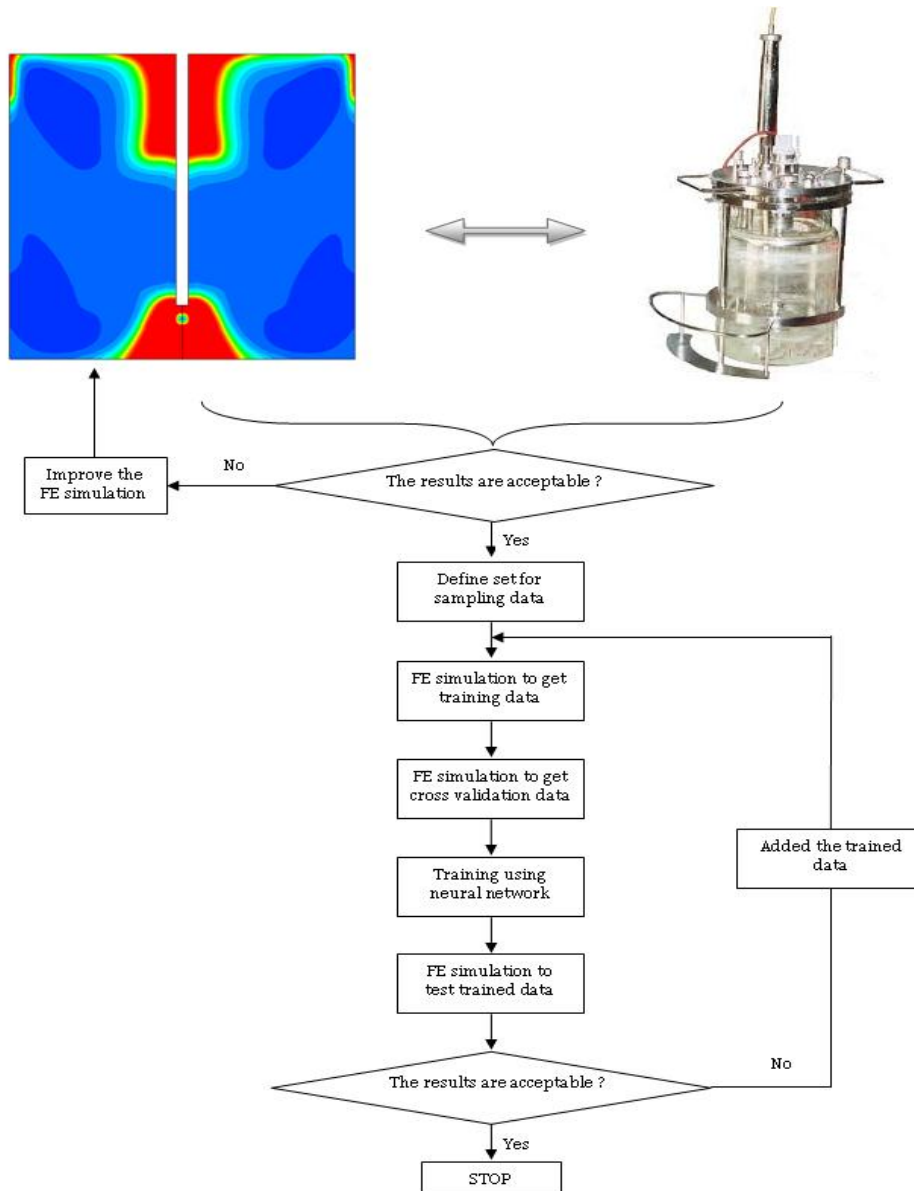 Improve the
FE simulation
No
The results are acceptable ?
Yes
Define set for
sampling data
FE simulation to get
training data
FE simulation to get
cross validation data
Training using
neural network
Added the trained
data
FE simulation to
test trained data
The results are acceptable ?
No
Yes
STOP